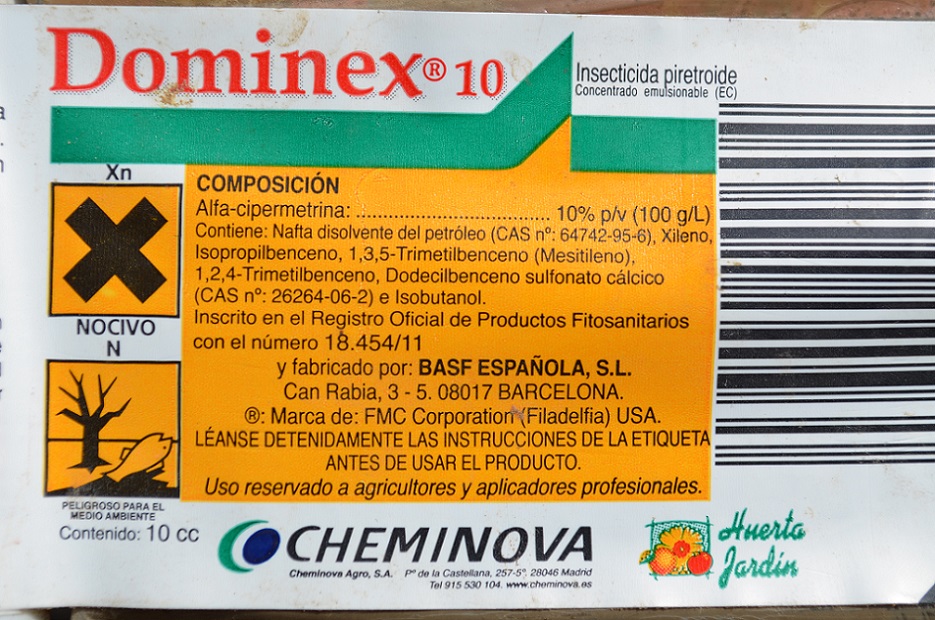 Dominex® 10
Insecticida piretroide
Concentrado emulsionable (EC)
Xn
NOCIVO
N
PELIGROSO PARA EL
MEDIO AMBIENTE
Contenido: 10 cc
COMPOSICIÓN
Alfa-cipermetrina: .................................. 10% p/v (100 g/L)
Contiene: Nafta disolvente del petróleo (CAS nº: 64742-95-6), Xileno,
Isopropilbenceno, 1,3,5-Trimetilbenceno (Mesitileno),
1,2,4-Trimetilbenceno, Dodecilbenceno sulfonato cálcico
(CAS nº: 26264-06-2) e Isobutanol.
Inscrito en el Registro Oficial de Productos Fitosanitarios
con el número 18.454/11
y fabricado por: BASF ESPAÑOLA, S.L.
Can Rabia, 3 - 5. 08017 BARCELONA.
®: Marca de: FMC Corporation (Filadelfia) USA.
LÉANSE DETENIDAMENTE LAS INSTRUCCIONES DE LA ETIQUETA
ANTES DE USAR EL PRODUCTO.
Uso reservado a agricultores y aplicadores profesionales.
CHEMINOVA
Cheminova Agro, S.A. Pº de la Castellana, 257-5º, 28046 Madrid
Tel 915 530 104. www.cheminova.es
Huerta
Jardín